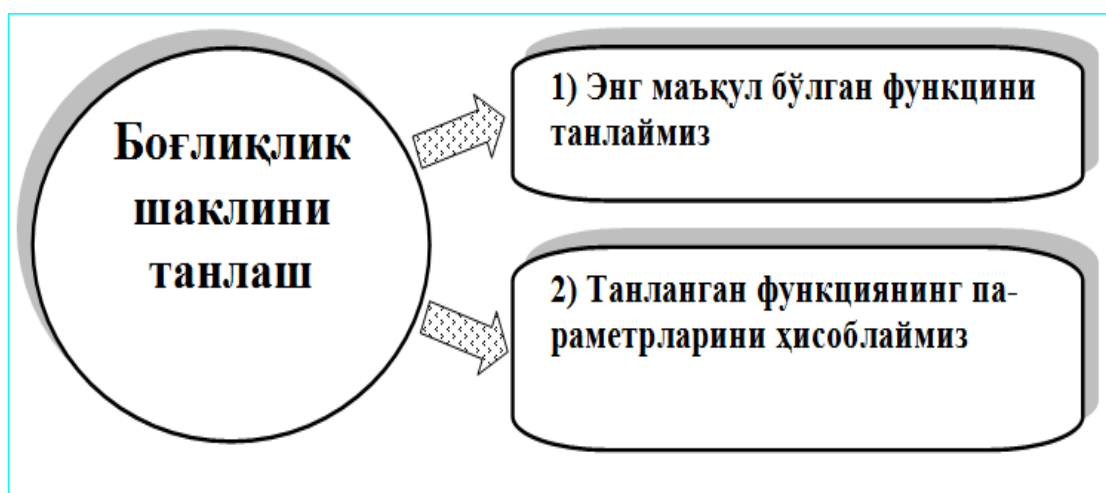 Боғлиқлик
шаклини
танлаш
1) Энг маъқул бўлган функцини
танлаймиз
2) Танланган функциянинг па-
раметрларини ҳисоблаймиз